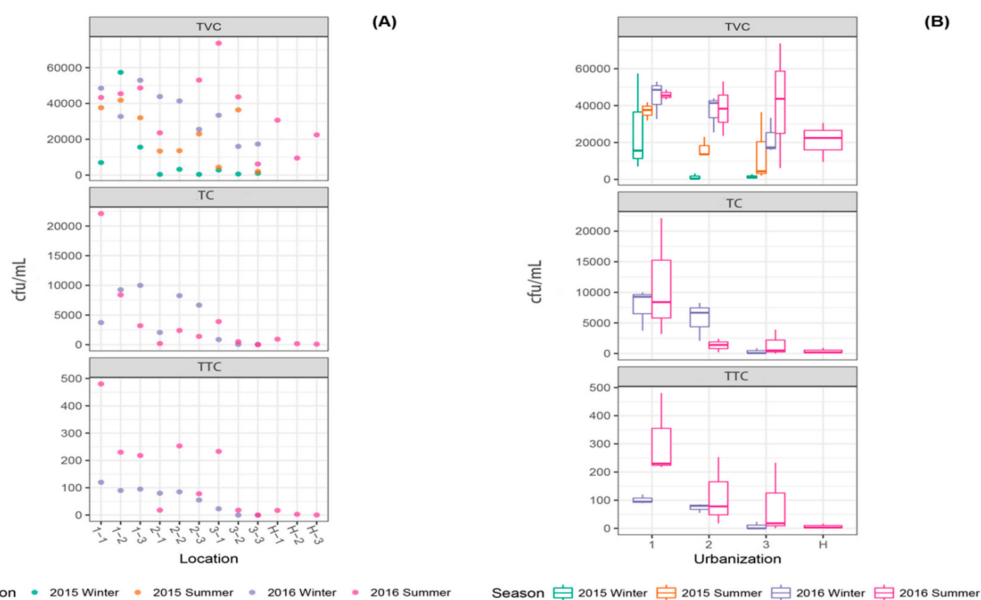 (A)
TVC
60000
40000
20000
0
TC
20000
15000
10000
5000
0
TTC
500
400
300
200
100
0
cfu/mL
1-1 1-2 1-3 2-1 2-2 2-3 3-1 3-2 3-3 H-1 H-2 H-3
Location
on 2015 Winter 2015 Summer 2016 Winter 2016 Summer
(B)
TVC
60000
40000
20000
0
TC
20000
15000
10000
5000
0
TTC
500
400
300
200
100
0
cfu/mL
1 2 3 H
Urbanization
Season 2015 Winter 2015 Summer 2016 Winter 2016 Summer